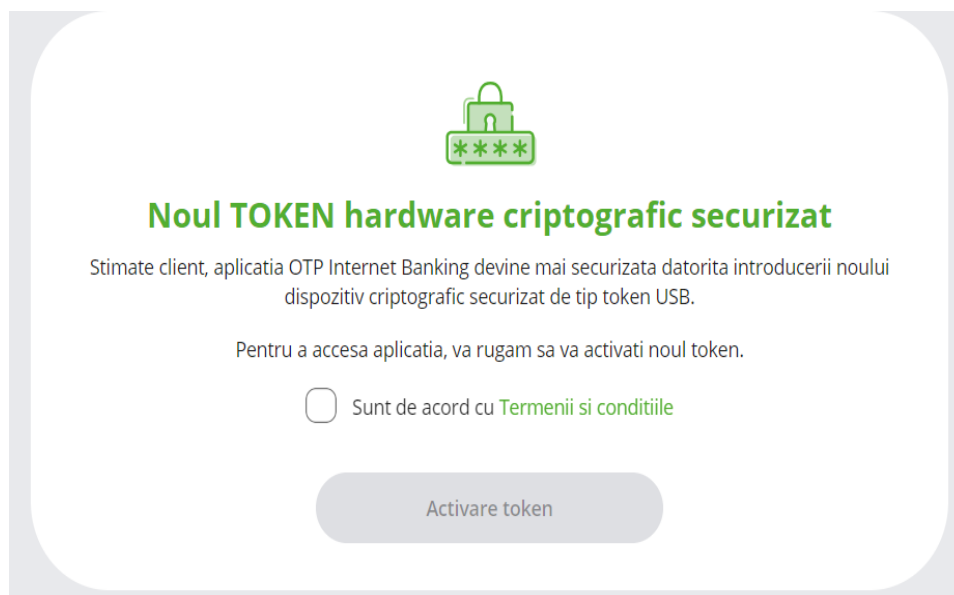 ****
Noul TOKEN hardware criptografic securizat
Stimate client, aplicatia OTP Internet Banking devine mai securizata datorita introducerii noului
dispozitiv criptografic securizat de tip token USB.
Pentru a accesa aplicatia, va rugam sa va activati noul token.
Sunt de acord cu Termenii si conditiile
Activare token